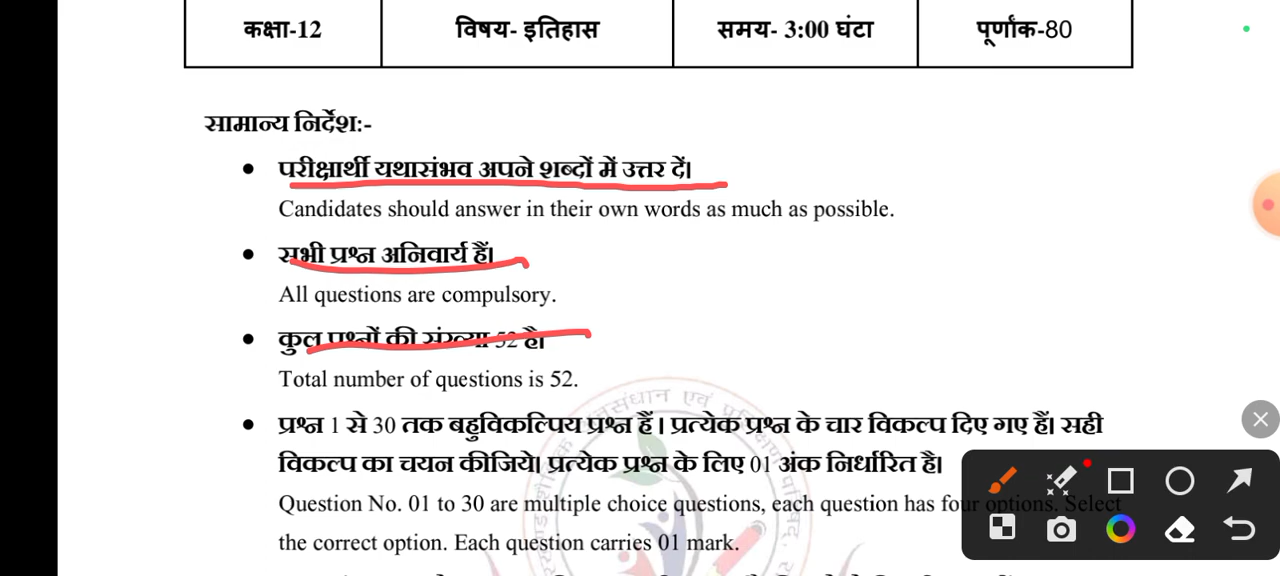 कक्षा-12 विषय- इतिहास समय- 3:00 घंटा पूर्णांक-80
सामान्य निर्देश:-
• परीक्षार्थी यथासंभव अपने शब्दों में उत्तर दें।
Candidates should answer in their own words as much as possible.
• सभी प्रश्न अनिवार्य हैं।
All questions are compulsory.
• कुल प्रश्नों की संख्या 52 है।
Total number of questions is 52.
• प्रश्न 1 से 30 तक बहुविकल्पिय प्रश्न हैं। प्रत्येक प्रश्न के चार विकल्प दिए गए हैं। सही
विकल्प का चयन कीजिये। प्रत्येक प्रश्न के लिए 01 अंक निर्धारित है।
Question No. 01 to 30 are multiple choice questions, each question has four options. Select
the correct option. Each question carries 01 mark.